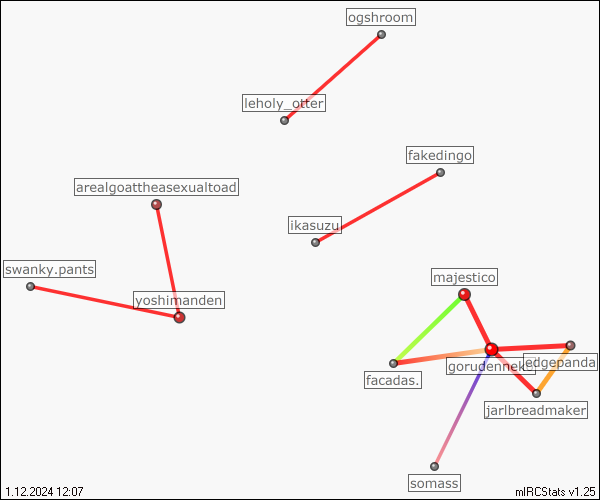 ogshroom
leholy_otter
fakedingo
arealgoattheasexualtoad
ikasuzu
swanky.pants
majestico
yoshimanden
edgepanda
facadas.
jarlbreadmaker
somass
1.12.2024 12:07
mIRCStats v1.25